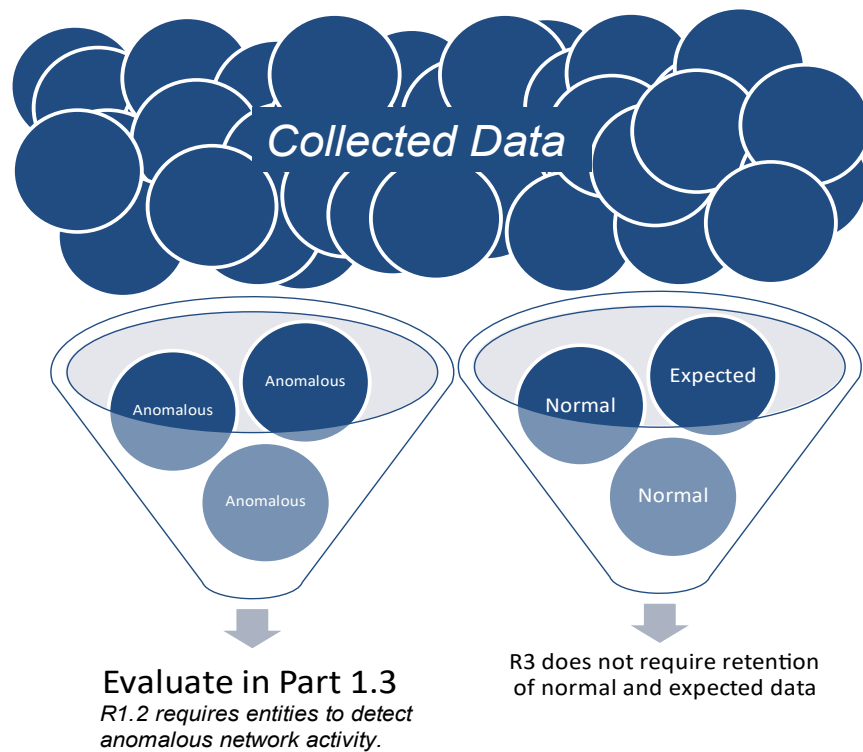 Collected Data
Anomalous
Anomalous
Anomalous
Normal
Expected
Normal
Evaluate in Part 1.3
R1.2 requires entities to detect
anomalous network activity.
R3 does not require retention
of normal and expected data